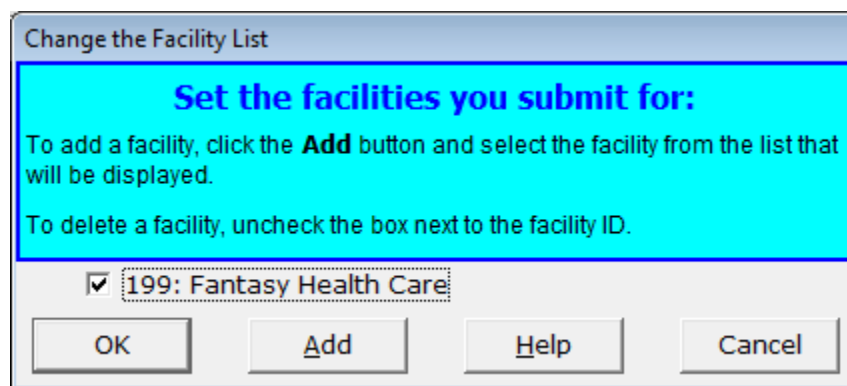 Change the Facility List
Set the facilities you submit for:
To add a facility, click the Add button and select the facility from the list that
will be displayed.
To delete a facility, uncheck the box next to the facility ID.
199: Fantasy Health Care
OK Add Help Cancel